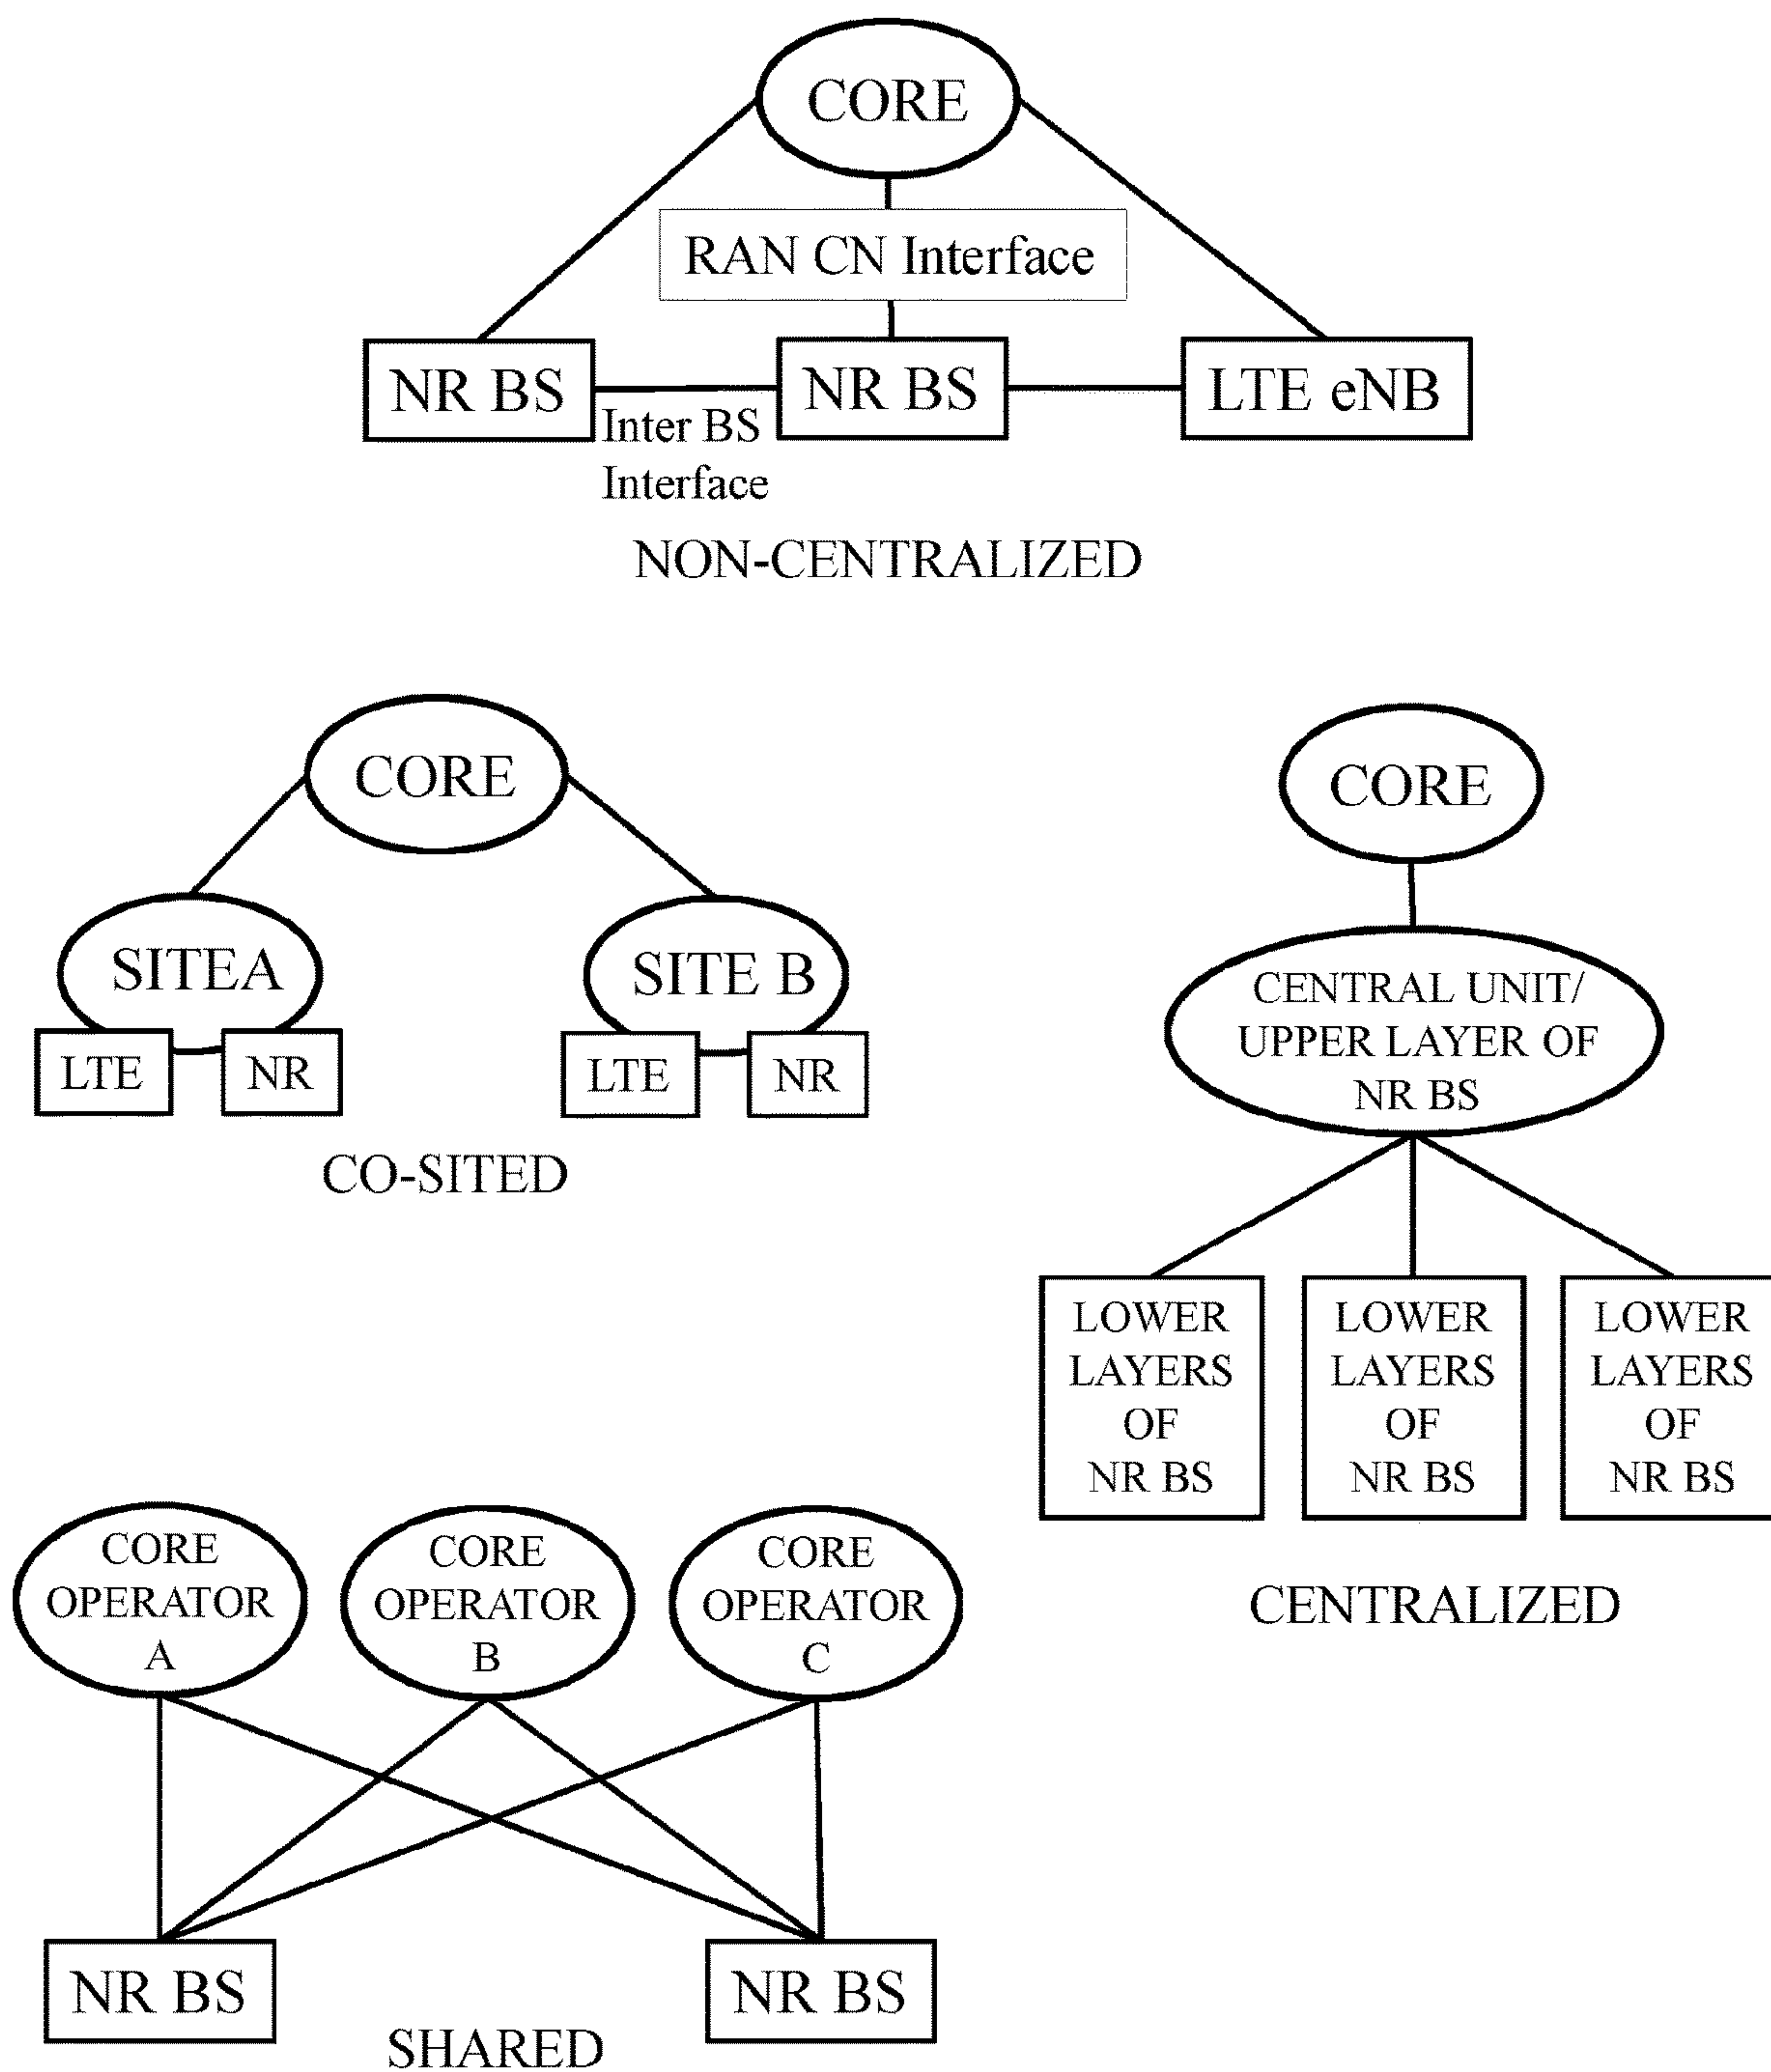 CORE
RAN CN Interface
NR BS
NR BS
LTE eNB
Inter BS
Interface
NON-CENTRALIZED
CORE
SITEA
SITE B
LTE
NR
LTE
NR
CO-SITED
CORE
CENTRAL UNIT/
UPPER LAYER OF
NR BS
LOWER
LAYERS
OF
NR BS
LOWER
LAYERS
OF
NR BS
LOWER
LAYERS
OF
NR BS
CENTRALIZED
CORE
OPERATOR
A
CORE
OPERATOR
B
CORE
OPERATOR
C
NR BS
NR BS
SHARED